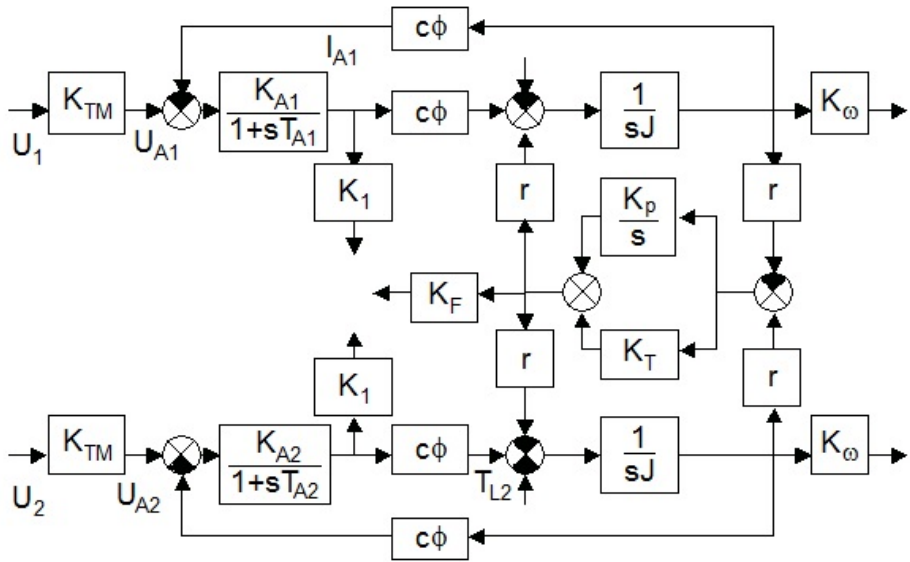 cϕ
I_A1
K_TM
K_A1
1+sT_A1
cϕ
1
sJ
K_ω
U_1
U_A1
K_1
r
K_p
s
r
K_F
K_1
r
K_T
r
K_TM
K_A2
1+sT_A2
cϕ
1
sJ
K_ω
U_2
U_A2
T_L2
cϕ